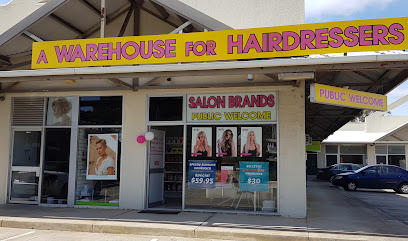 A WAREHOUSE FOR HAIRDRESSERS
SALON BRANDS
PUBLIC WELCOME
PUBLIC WELCOME
$59.95
$30